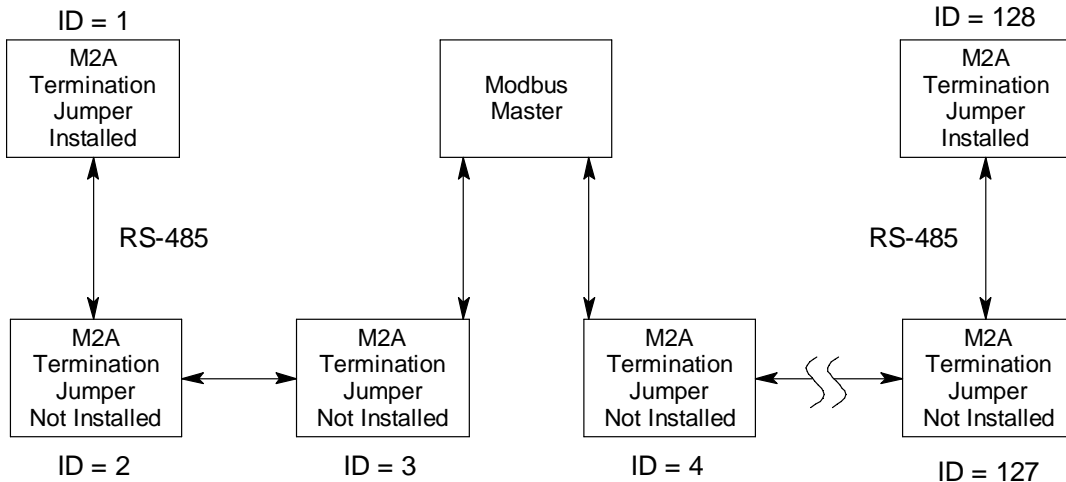 ID = 1
M2A
Termination
Jumper
Installed
Modbus
Master
ID = 128
M2A
Termination
Jumper
Installed
RS-485
RS-485
M2A
Termination
Jumper
Not Installed
ID = 2
M2A
Termination
Jumper
Not Installed
ID = 3
M2A
Termination
Jumper
Not Installed
ID = 4
M2A
Termination
Jumper
Not Installed
ID = 127